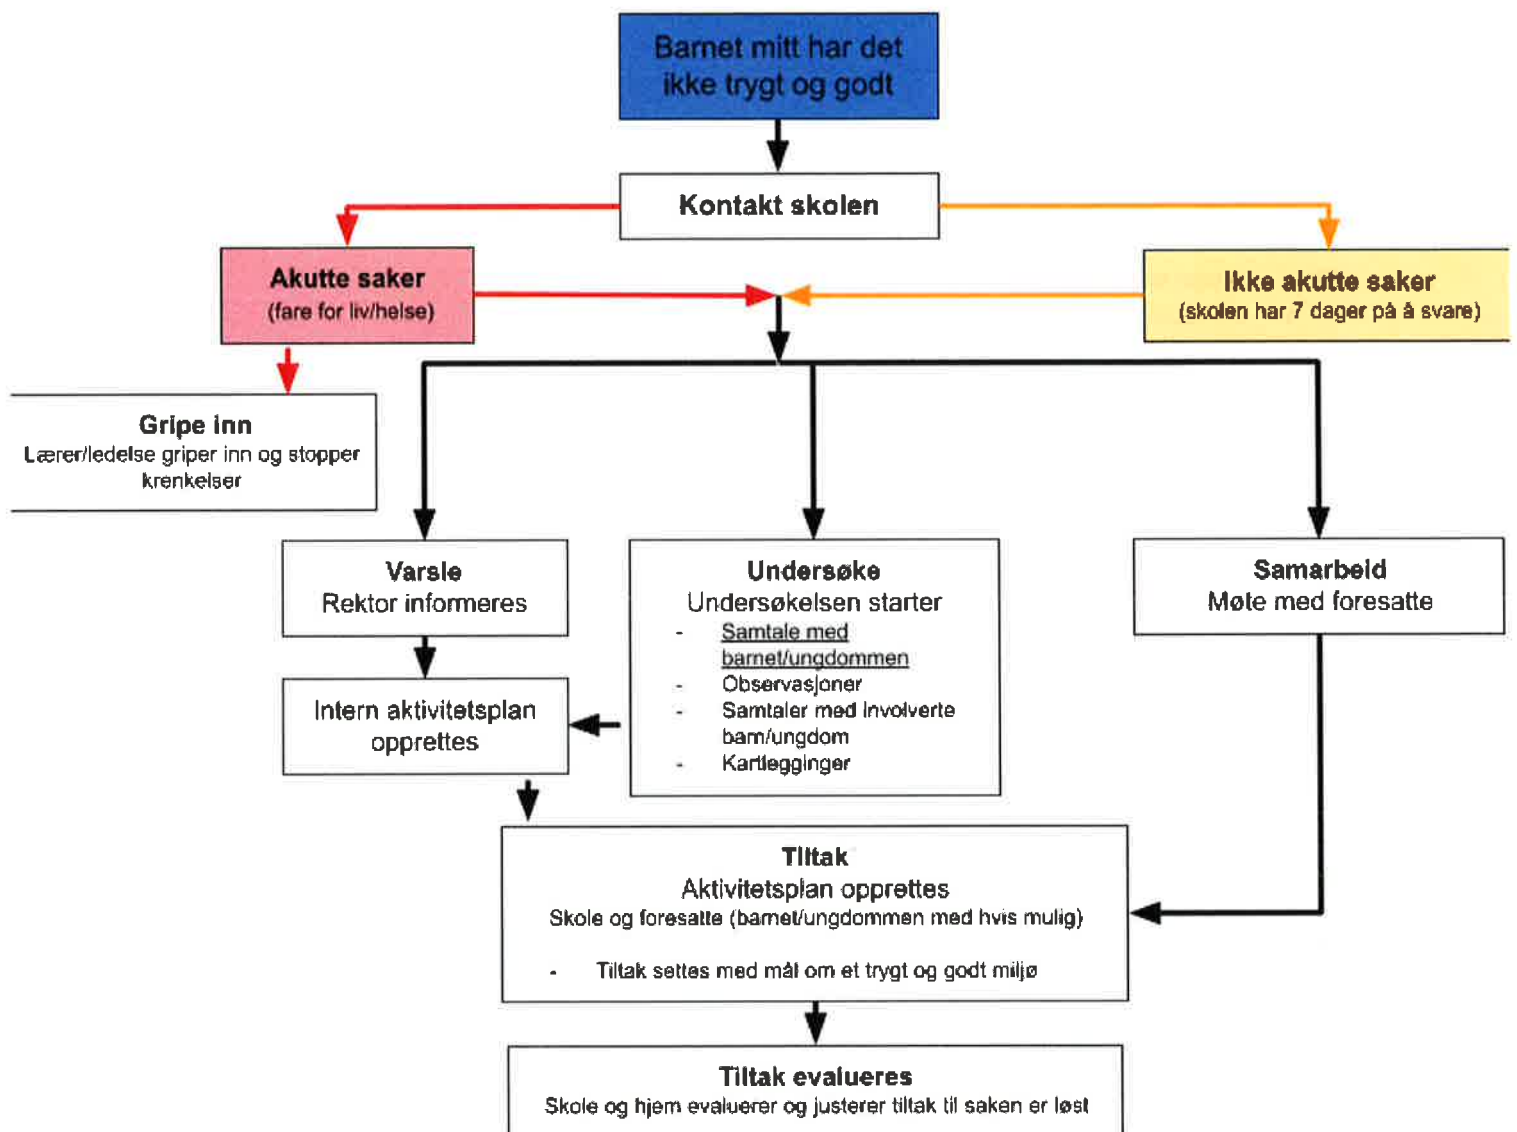 Barnet mitt har det
ikke trygt og godt
Kontakt skolen
Akutte saker
(fare for liv/helse)
Ikke akutte saker
(skolen har 7 dager på å svare)
Gripe inn
Lærer/ledelse griper inn og stopper
krenkelser
Varsle
Rektor informeres
Undersøke
Undersøkelsen starter
- Samtale med
barnet/ungdommen
- Observasjoner
- Samtaler med involverte
barn/ungdom
- Kartlegginger
Samarbeid
Møte med foresatte
Intern aktivitetsplan
opprettes
Tiltak
Aktivitetsplan opprettes
Skole og foresatte (barnet/ungdommen med hvis mulig)
- Tiltak settes med mål om et trygt og godt miljø
Tiltak evalueres
Skole og hjem evaluerer og justerer tiltak til saken er løst